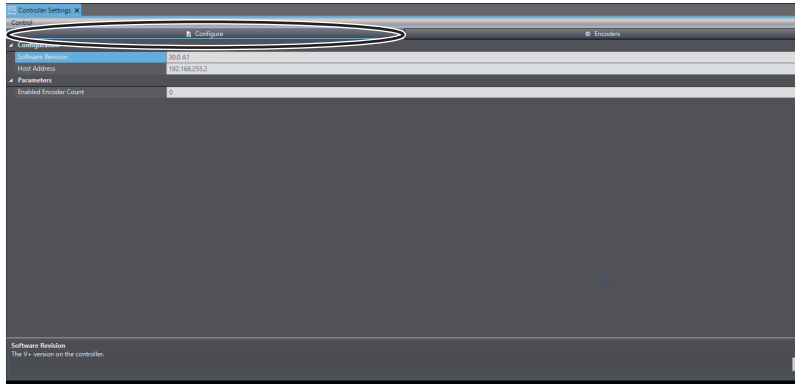 Controller Settings X
Control
Configure
Encoders
Configuration
Software Revision 30.0 A1
Host Address 192.168.255.2
Parameters
Enabled Encoder Count 0
Software Revision
The V+ version on the controller.